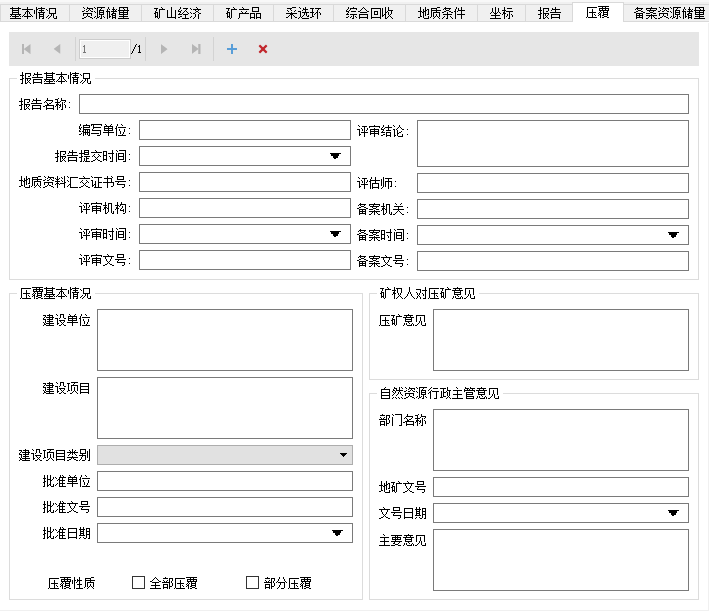 基本情况 资源储量 矿山经济 矿产品 采选环 综合回收 地质条件 坐标 报告 压覆 备案资源储量
1 /1
报告基本情况
报告名称:
编写单位: 评审结论:
报告提交时间:
地质资料汇交证书号: 评估师:
评审机构: 备案机关:
评审时间: 备案时间:
评审文号: 备案文号:
压覆基本情况
建设单位
建设项目
建设项目类别
批准单位
批准文号
批准日期
压覆性质 全部压覆 部分压覆
矿权人对压矿意见
压矿意见
自然资源行政主管意见
部门名称
地矿文号
文号日期
主要意见